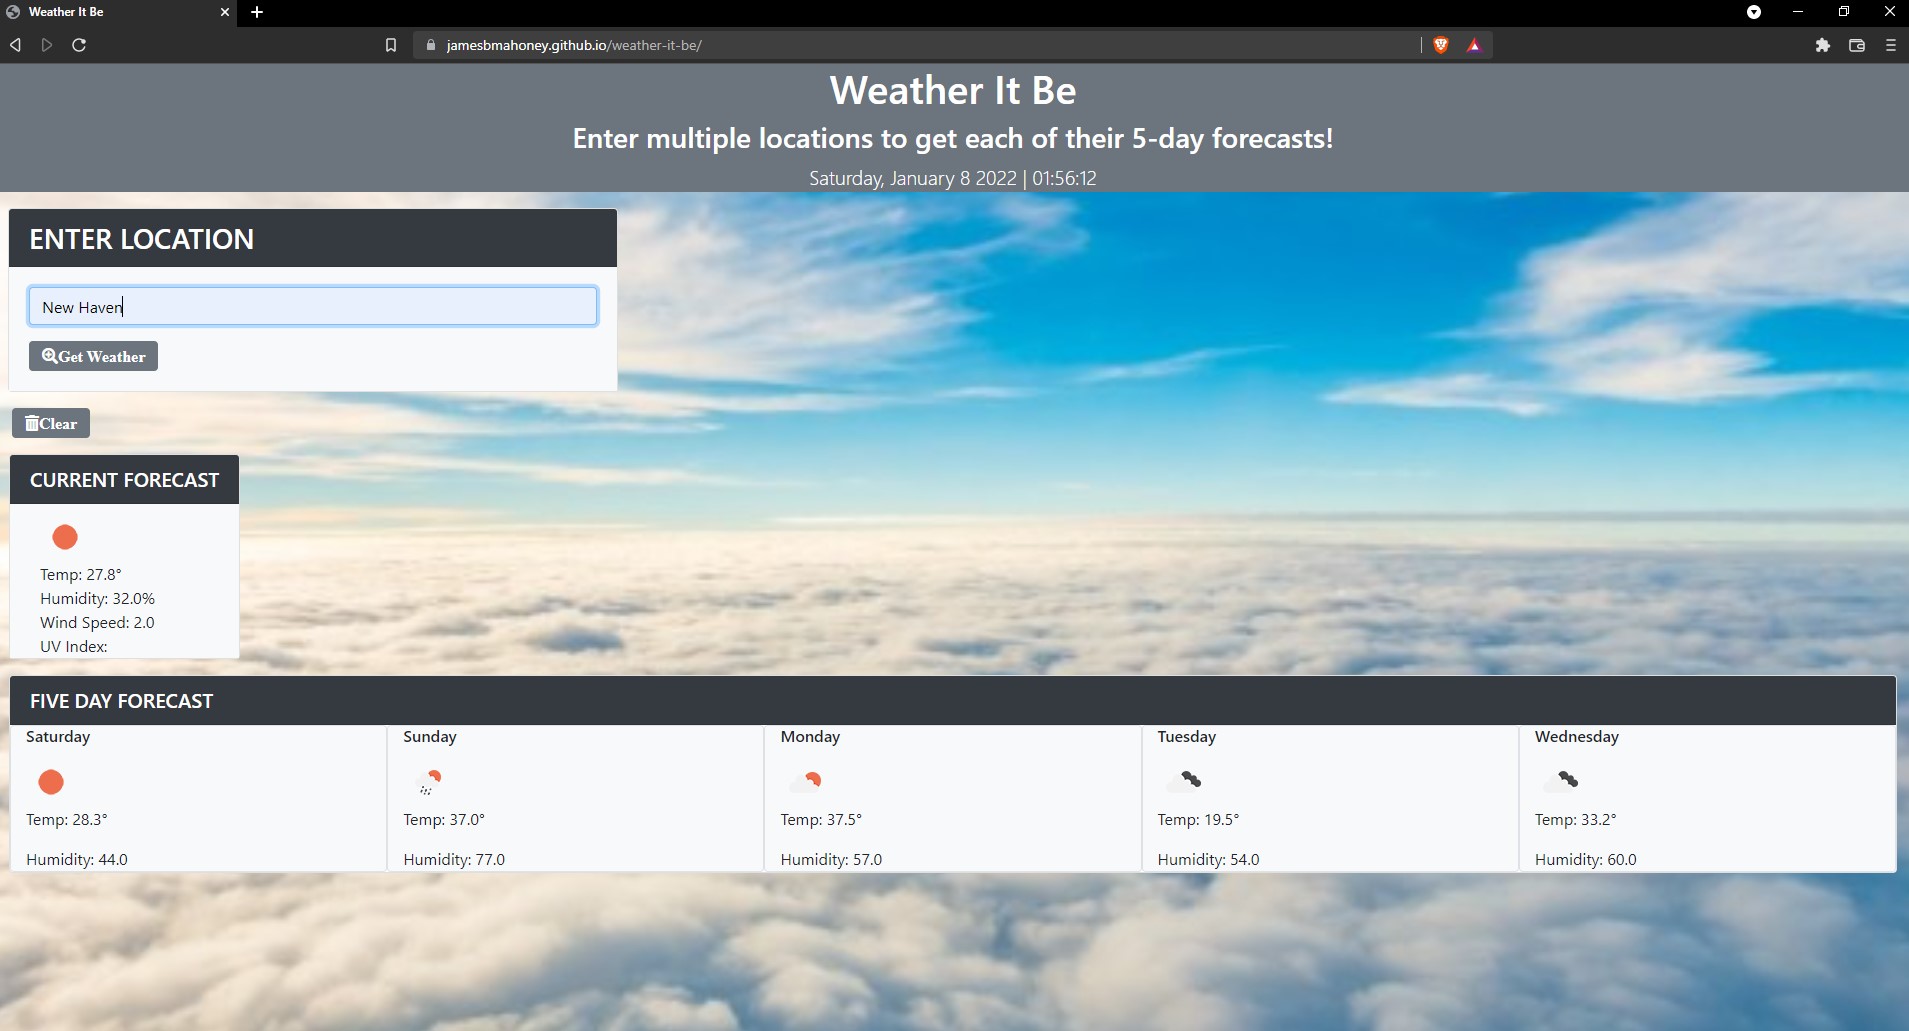 Weather It Be
jamesbmahoney.github.io/weather-it-be/
Weather It Be
Enter multiple locations to get each of their 5-day forecasts!
Saturday, January 8 2022 | 01:56:12
ENTER LOCATION
New Haven
Get Weather
Clear
CURRENT FORECAST
Temp: 27.8°
Humidity: 32.0%
Wind Speed: 2.0
UV Index:
FIVE DAY FORECAST
Saturday
Temp: 28.3°
Humidity: 44.0
Sunday
Temp: 37.0°
Humidity: 77.0
Monday
Temp: 37.5°
Humidity: 57.0
Tuesday
Temp: 19.5°
Humidity: 54.0
Wednesday
Temp: 33.2°
Humidity: 60.0